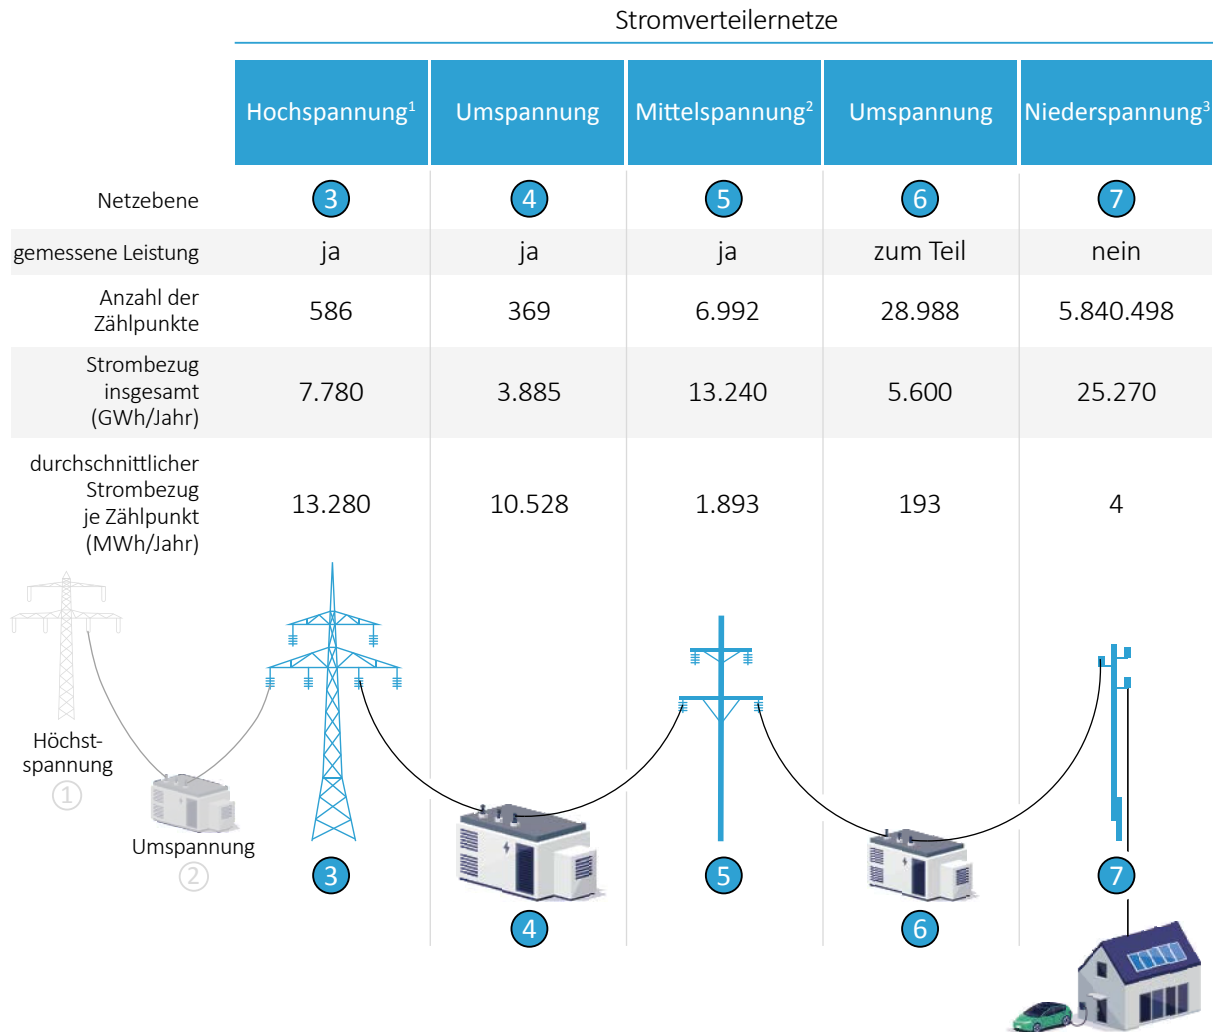 Stromverteilernetze
Hochspannung¹ Umspannung Mittelspannung² Umspannung Niederspannung³
Netzebene 3 4 5 6 7
gemessene Leistung ja ja ja zum Teil nein
Anzahl der
Zählpunkte 586 369 6.992 28.988 5.840.498
Strombezug
insgesamt 7.780 3.885 13.240 5.600 25.270
(GWh/Jahr)
durchschnittlicher
Strombezug
je Zählpunkt 13.280 10.528 1.893 193 4
(MWh/Jahr)
Höchst-
spannung
1
Umspannung
2
3
4
5
6
7